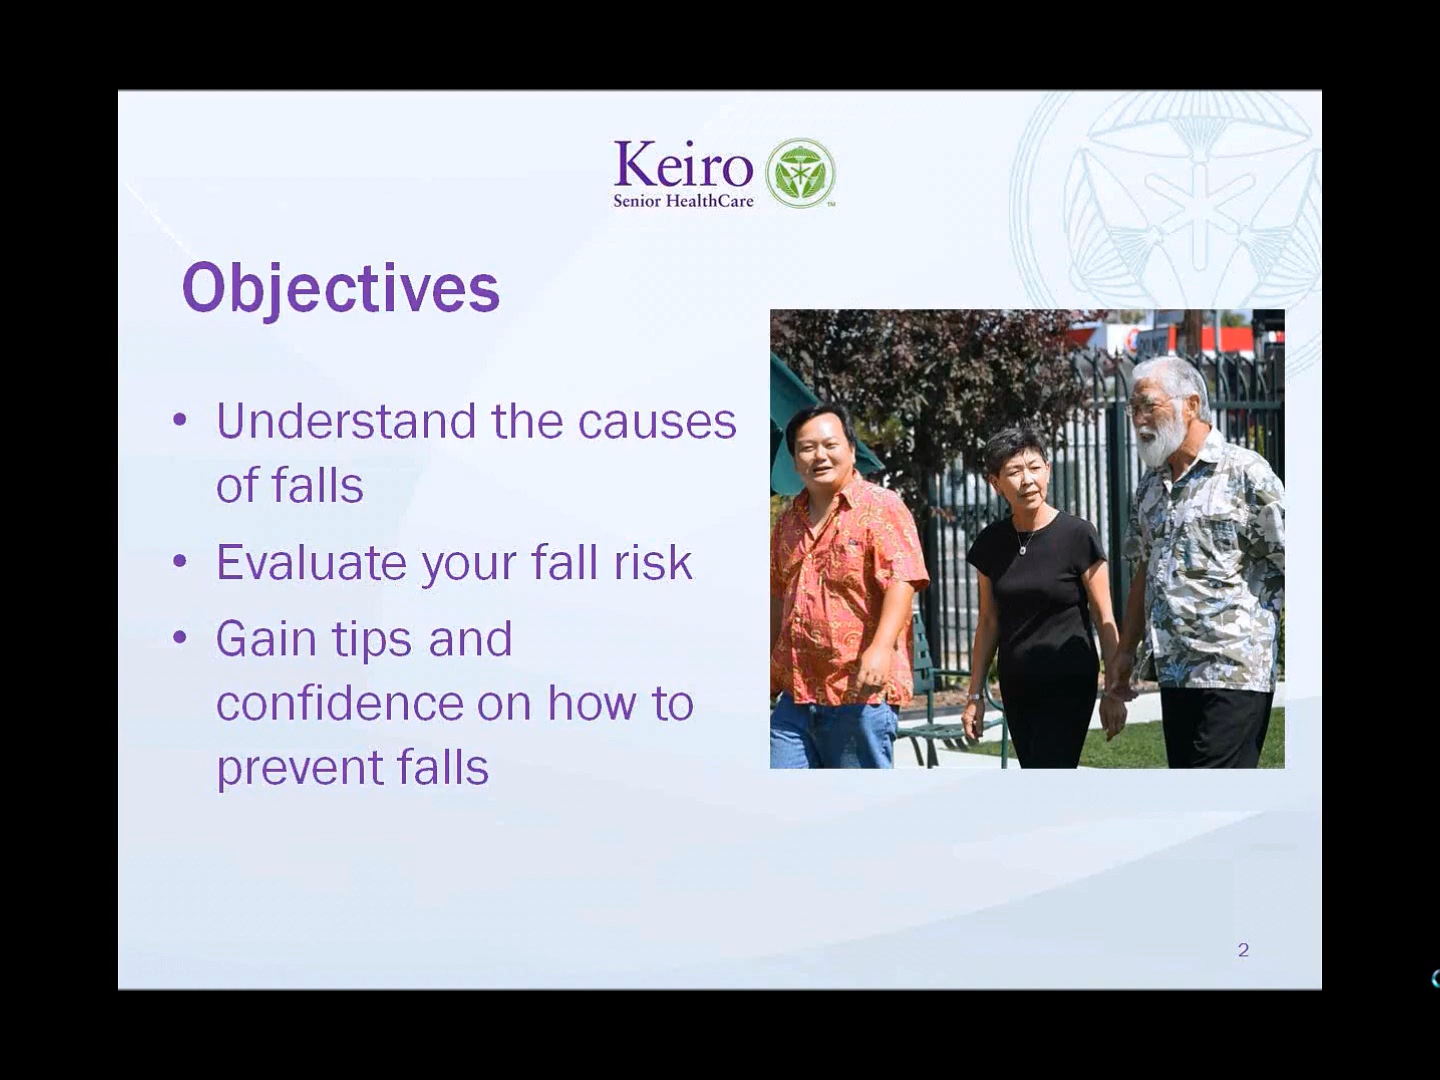 Keiro
Senior HealthCare
TM
Objectives
• Understand the causes
of falls
• Evaluate your fall risk
• Gain tips and
confidence on how to
prevent falls
2